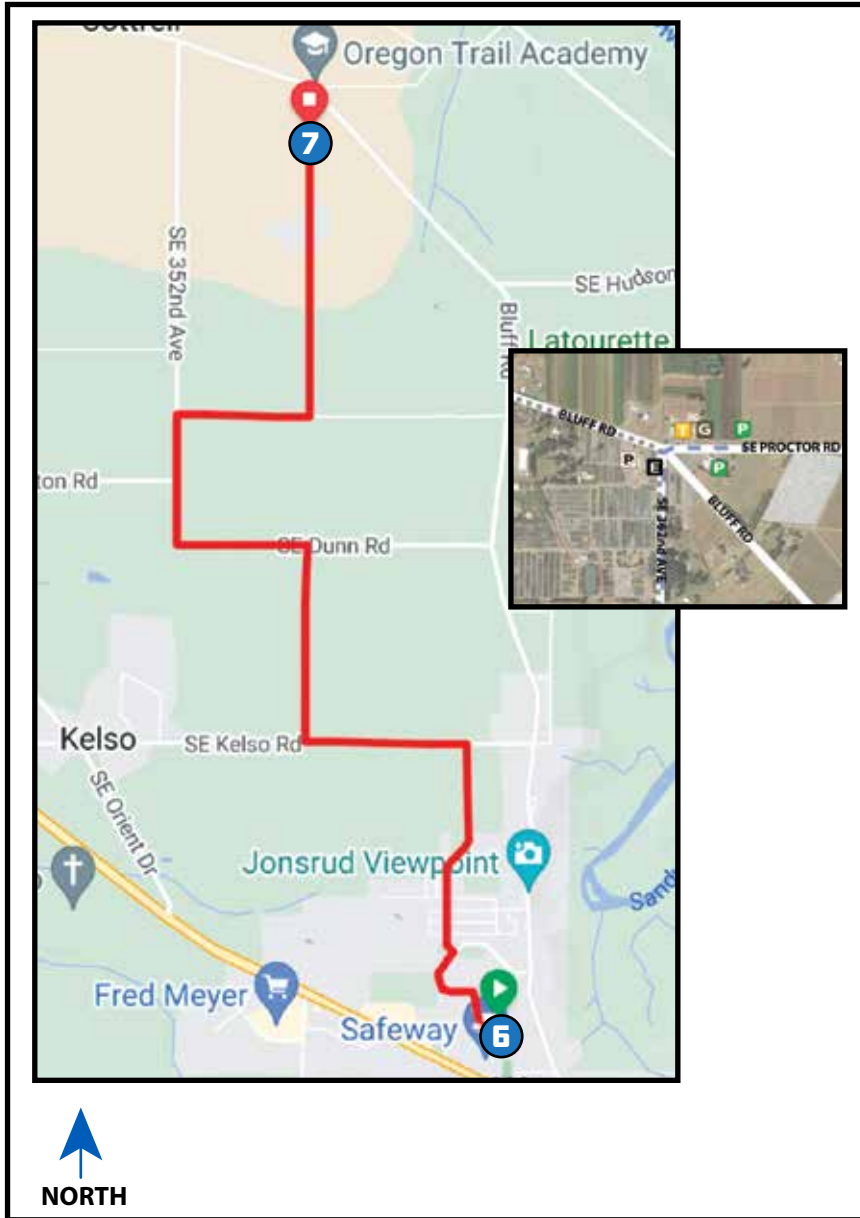 Oregon Trail Academy
7
SE 352nd Ave
SE Hudson
Bluff Rd
Latourette
BLUFF RD
T G P
SE PROCTOR RD
P
E
P
SE 362nd AVE
BLUFF RD
ton Rd
SE Dunn Rd
Kelso
SE Kelso Rd
SE Orient Dr
Jonsrud Viewpoint
Sand
Fred Meyer
Safeway
6
NORTH